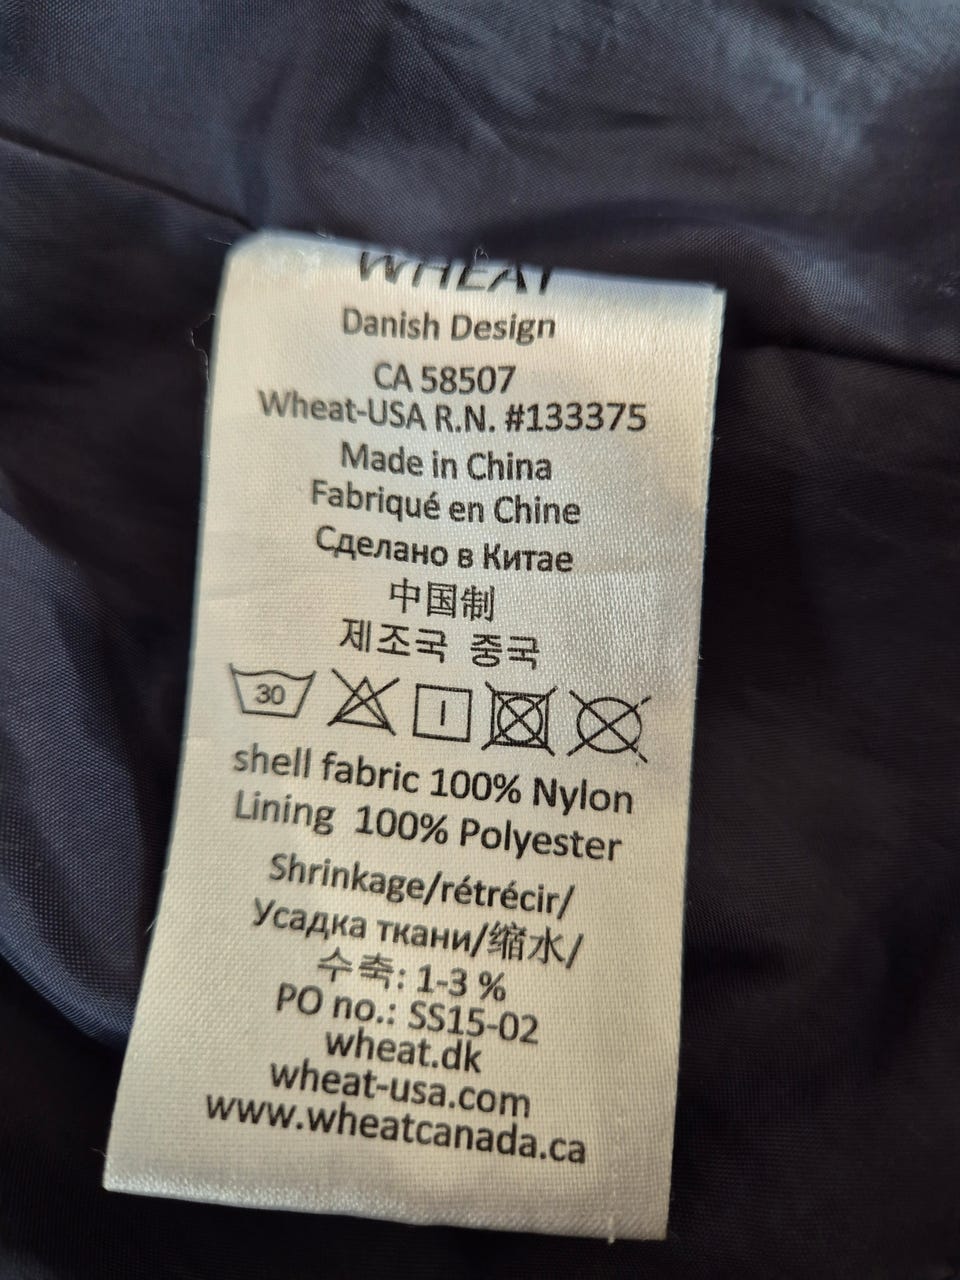 WHEAT
Danish Design
CA 58507
Wheat-USA R.N. #133375
Made in China
Fabriqué en Chine
Сделано в Китае
中国制
제조국 중국
30
shell fabric 100% Nylon
Lining 100% Polyester
Shrinkage/rétrécir/
Усадка ткани/缩水/
수축: 1-3 %
PO no.: SS15-02
wheat.dk
wheat-usa.com
www.wheatcanada.ca